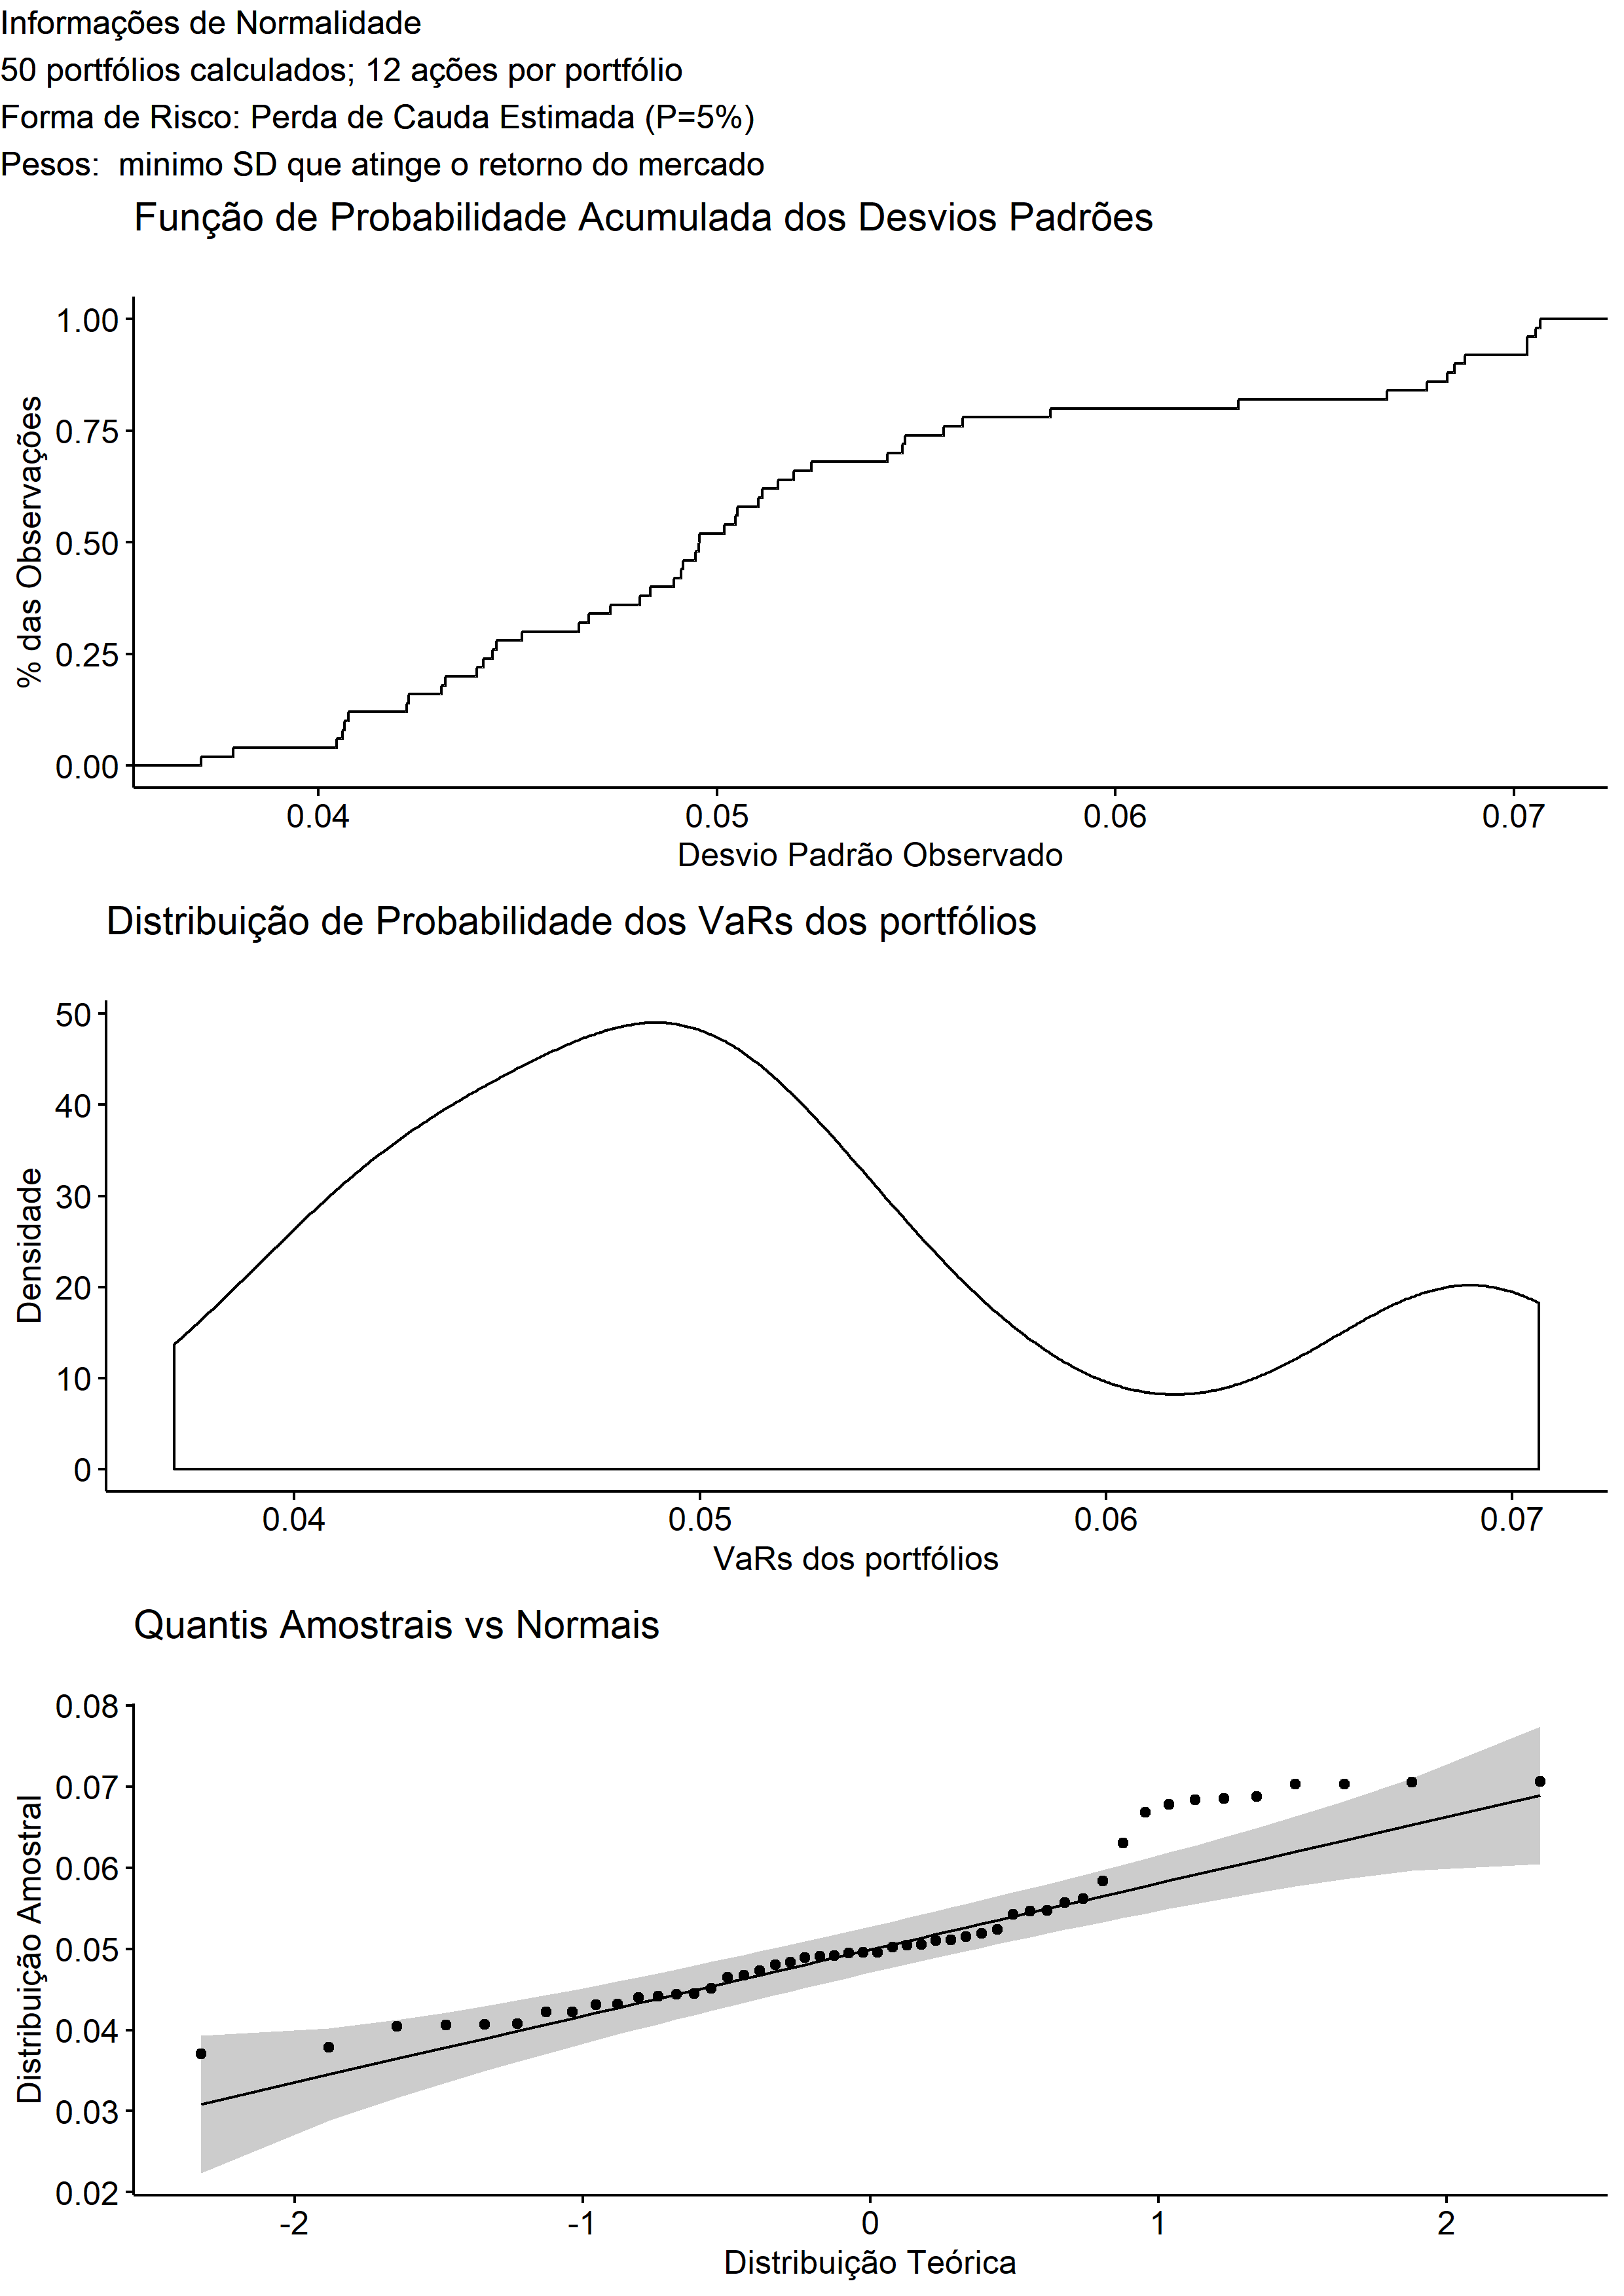 Informações de Normalidade
50 portfólios calculados; 12 ações por portfólio
Forma de Risco: Perda de Cauda Estimada (P=5%)
Pesos:  minimo SD que atinge o retorno do mercado
Função de Probabilidade Acumulada dos Desvios Padrões
% das Observações
1.00
0.75
0.50
0.25
0.00
0.04 0.05 0.06 0.07
Desvio Padrão Observado
Distribuição de Probabilidade dos VaRs dos portfólios
Densidade
50
40
30
20
10
0
0.04 0.05 0.06 0.07
VaRs dos portfólios
Quantis Amostrais vs Normais
Distribuição Amostral
0.08
0.07
0.06
0.05
0.04
0.03
0.02
-2 -1 0 1 2
Distribuição Teórica